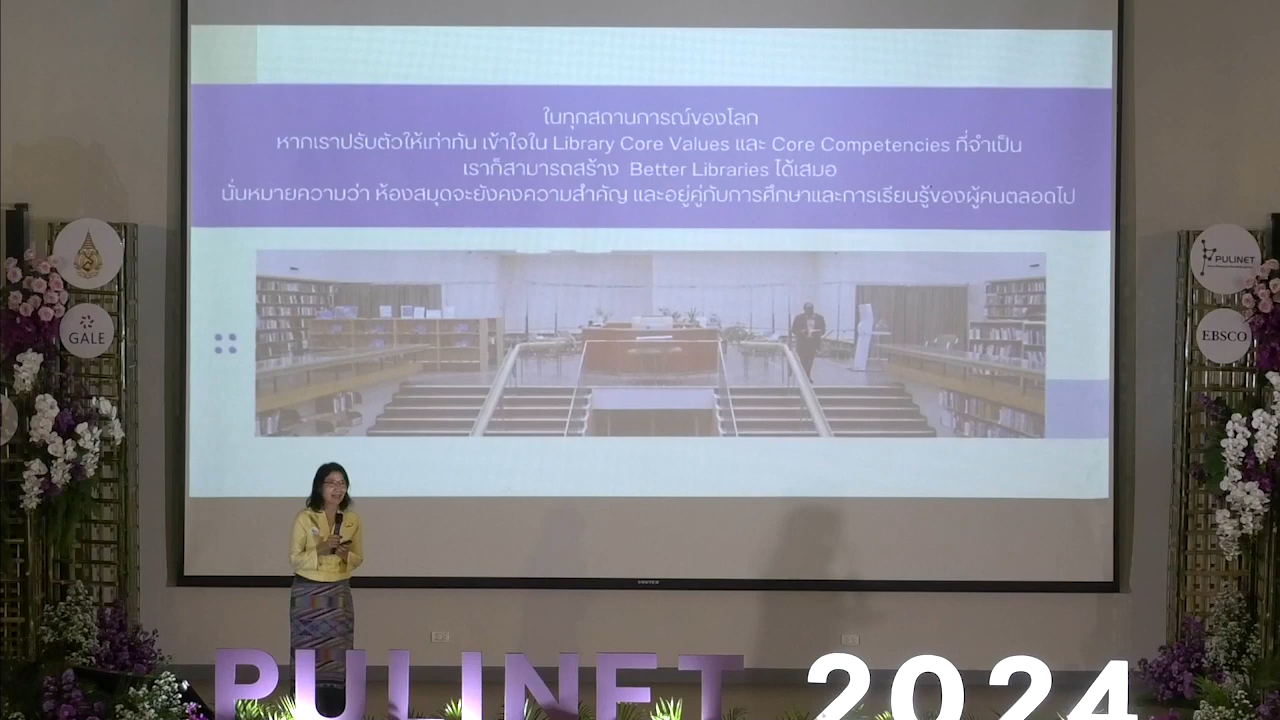 ในทุกสถานการณ์ของโลก
หากเราปรับตัวให้เท่าทัน เข้าใจใน Library Core Values และ Core Competencies ที่จำเป็น
เราก็สามารถสร้าง Better Libraries ได้เสมอ
นั่นหมายความว่า ห้องสมุดจะยังคงความสำคัญ และอยู่คู่กับการศึกษาและการเรียนรู้ของผู้คนตลอดไป
GALE
PULINET
EBSCO
PULINET 2024